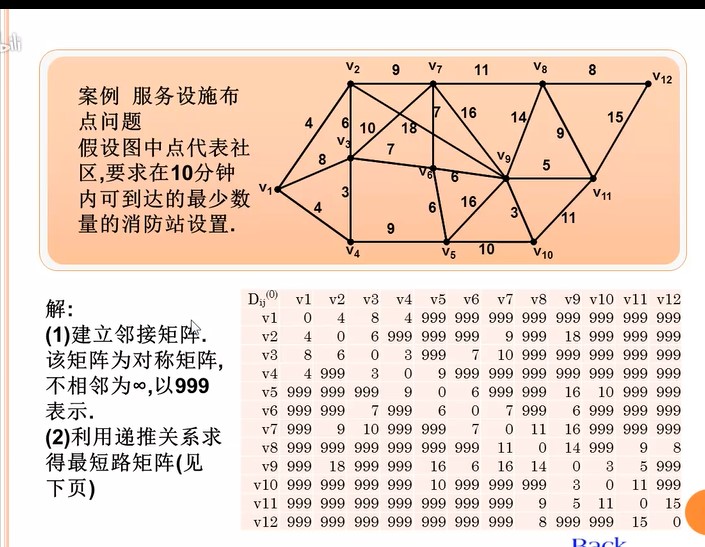 案例 服务设施布
点问题
假设图中点代表社
区,要求在10分钟
内可到达的最少数
量的消防站设置.
v2 9 v7 11 v8 8 v12
4 6 10 18 7 16 14 9 15
v3 7 v9 5
8 v6 6
v1 v11
4 3 6 16 3 11
9 10
v4 v5 v10
解:
(1)建立邻接矩阵.
该矩阵为对称矩阵,
不相邻为∞,以999
表示.
(2)利用递推关系求
得最短路矩阵(见
下页)
Dij(0) v1 v2 v3 v4 v5 v6 v7 v8 v9 v10 v11 v12
v1 0 4 8 4 999 999 999 999 999 999 999 999
v2 4 0 6 999 999 999 9 999 18 999 999 999
v3 8 6 0 3 999 7 10 999 999 999 999 999
v4 4 999 3 0 9 999 999 999 999 999 999 999
v5 999 999 999 9 0 6 999 999 16 10 999 999
v6 999 999 7 999 6 0 7 999 6 999 999 999
v7 999 9 10 999 999 7 0 11 16 999 999 999
v8 999 999 999 999 999 999 11 0 14 999 9 8
v9 999 18 999 999 16 6 16 14 0 3 5 999
v10 999 999 999 999 10 999 999 999 3 0 11 999
v11 999 999 999 999 999 999 999 9 5 11 0 15
v12 999 999 999 999 999 999 999 8 999 999 15 0
Back